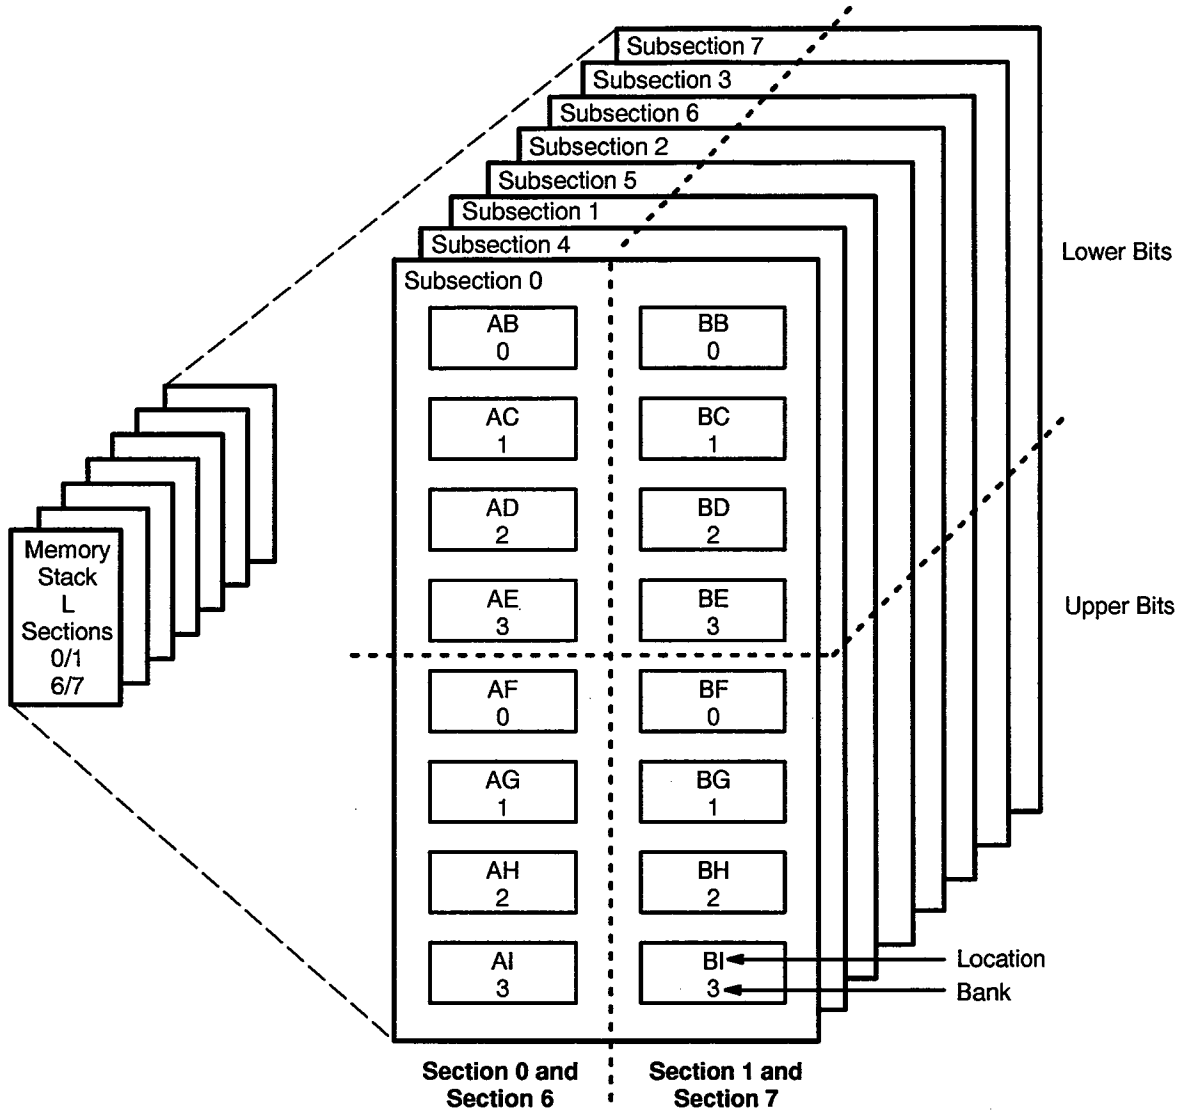 Subsection 7
Subsection 3
Subsection 6
Subsection 2
Subsection 5
Subsection 1
Subsection 4
Subsection 0
Lower Bits
Upper Bits
AB
0
BB
0
AC
1
BC
1
AD
2
BD
2
AE
3
BE
3
AF
0
BF
0
AG
1
BG
1
AH
2
BH
2
AI
3
BI
3
Location
Bank
Memory
Stack
L
Sections
0/1
6/7
Section 0 and
Section 6
Section 1 and
Section 7